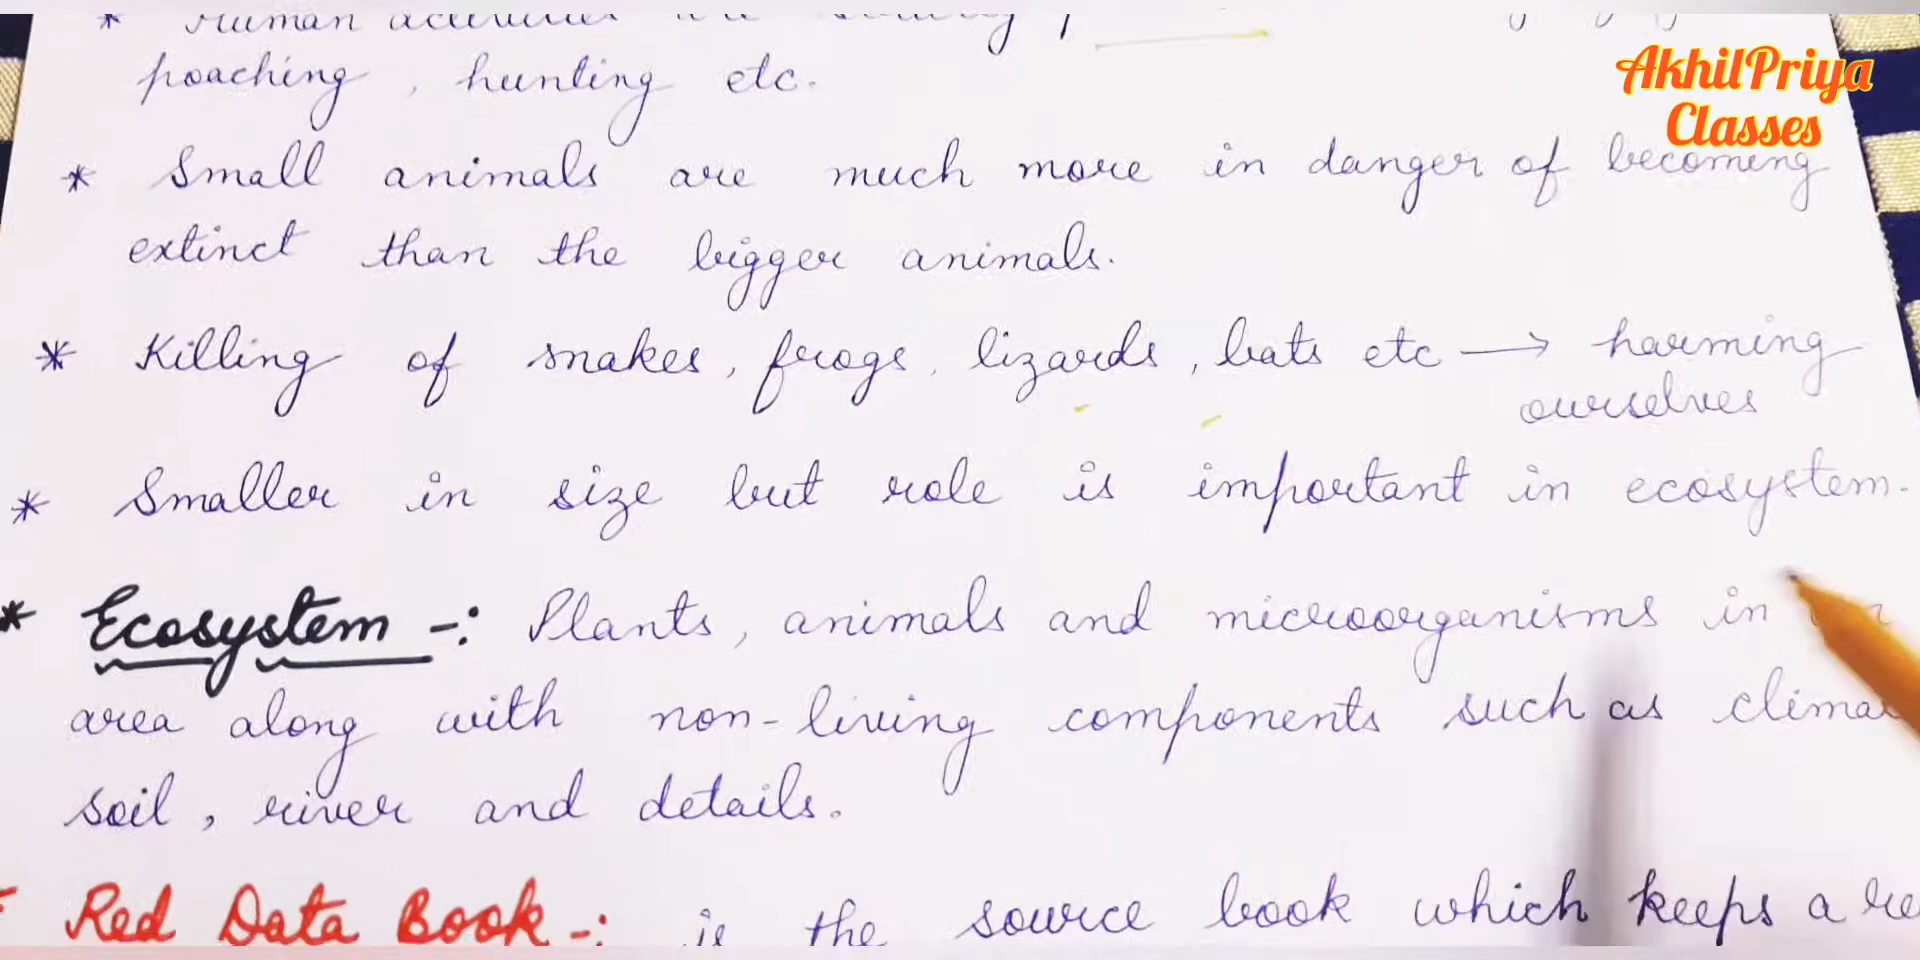 * Human activities
poaching, hunting etc.
AkhilPriya
Classes
* Small animals are much more in danger of becoming
extinct than the bigger animals.
* Killing of snakes, frogs, lizards, bats etc → harming
ourselves
* Smaller in size but role is important in ecosystem.
* Ecosystem -: Plants, animals and microorganisms in
area along with non-living components such as
soil, river and details.
Red Data Book -: is the source book which keeps a